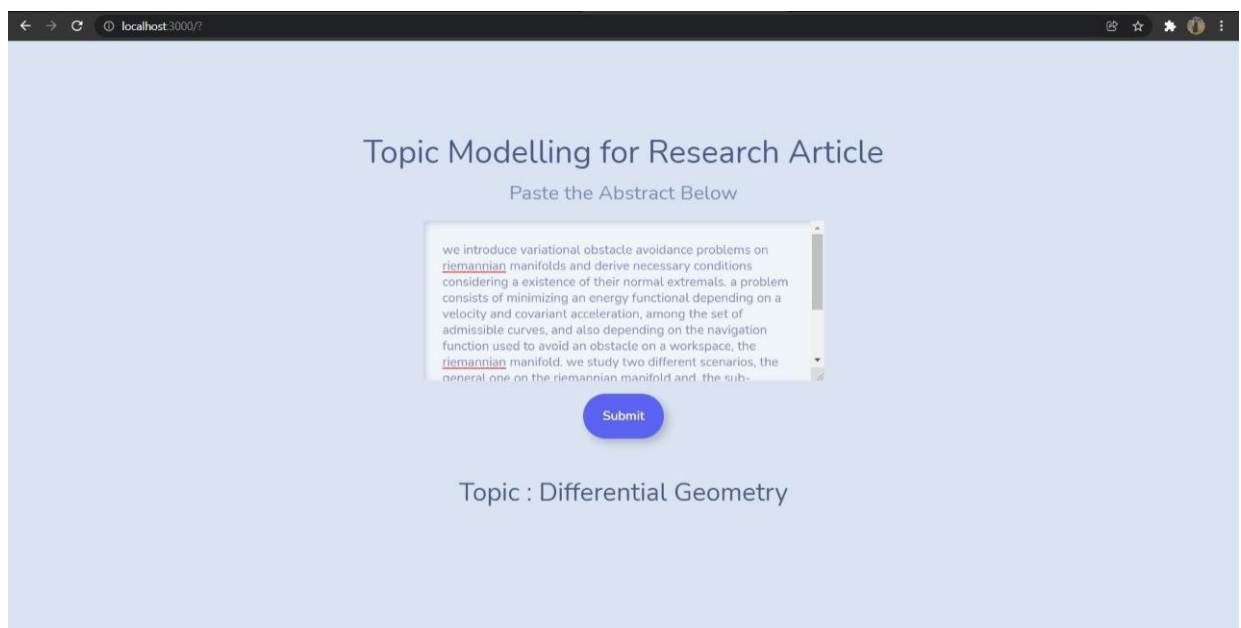 localhost:3000/?
Topic Modelling for Research Article
Paste the Abstract Below
we introduce variational obstacle avoidance problems on
riemannian manifolds and derive necessary conditions
considering a existence of their normal extremals. a problem
consists of minimizing an energy functional depending on a
velocity and covariant acceleration, among the set of
admissible curves, and also depending on the navigation
function used to avoid an obstacle on a workspace, the
riemannian manifold. we study two different scenarios, the
general one on the riemannian manifold and, the sub-
Submit
Topic : Differential Geometry